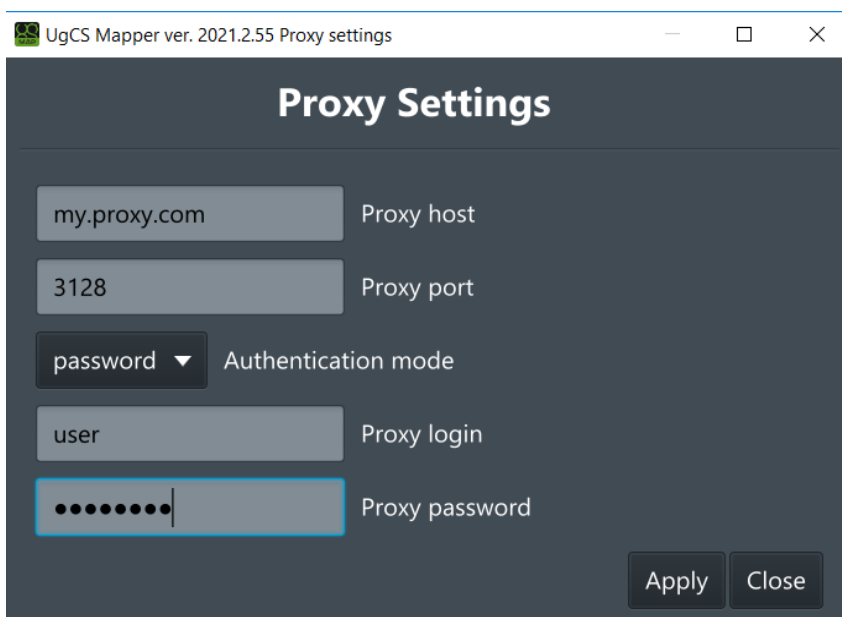 UgCS Mapper ver. 2021.2.55 Proxy settings
Proxy Settings
my.proxy.com Proxy host
3128 Proxy port
password Authentication mode
user Proxy login
•••••••• Proxy password
Apply Close